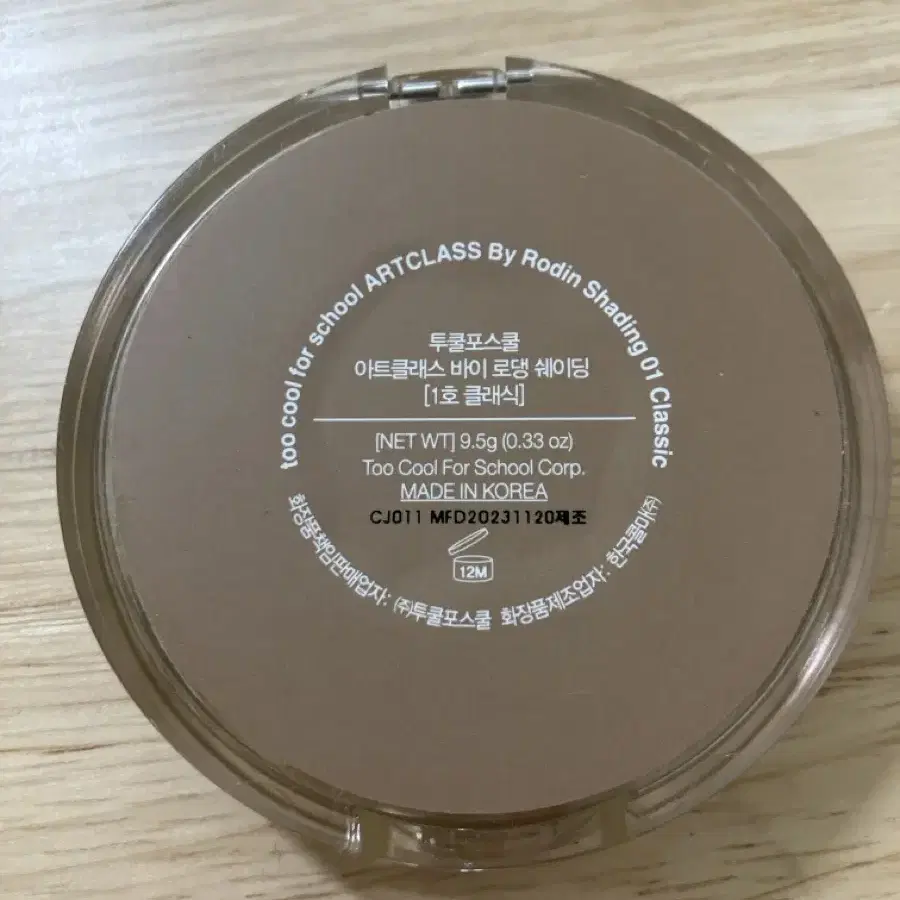 too cool for school ARTCLASS By Rodin Shading 01 Classic
투쿨포스쿨
아트클래스 바이 로댕 쉐이딩
[1호 클래식]
[NET WT] 9.5g (0.33 oz)
Too Cool For School Corp.
MADE IN KOREA
CJ011 MFD20231120제조
12M
화장품책임판매업자: ㈜투쿨포스쿨 화장품제조업자: 한국콜마㈜